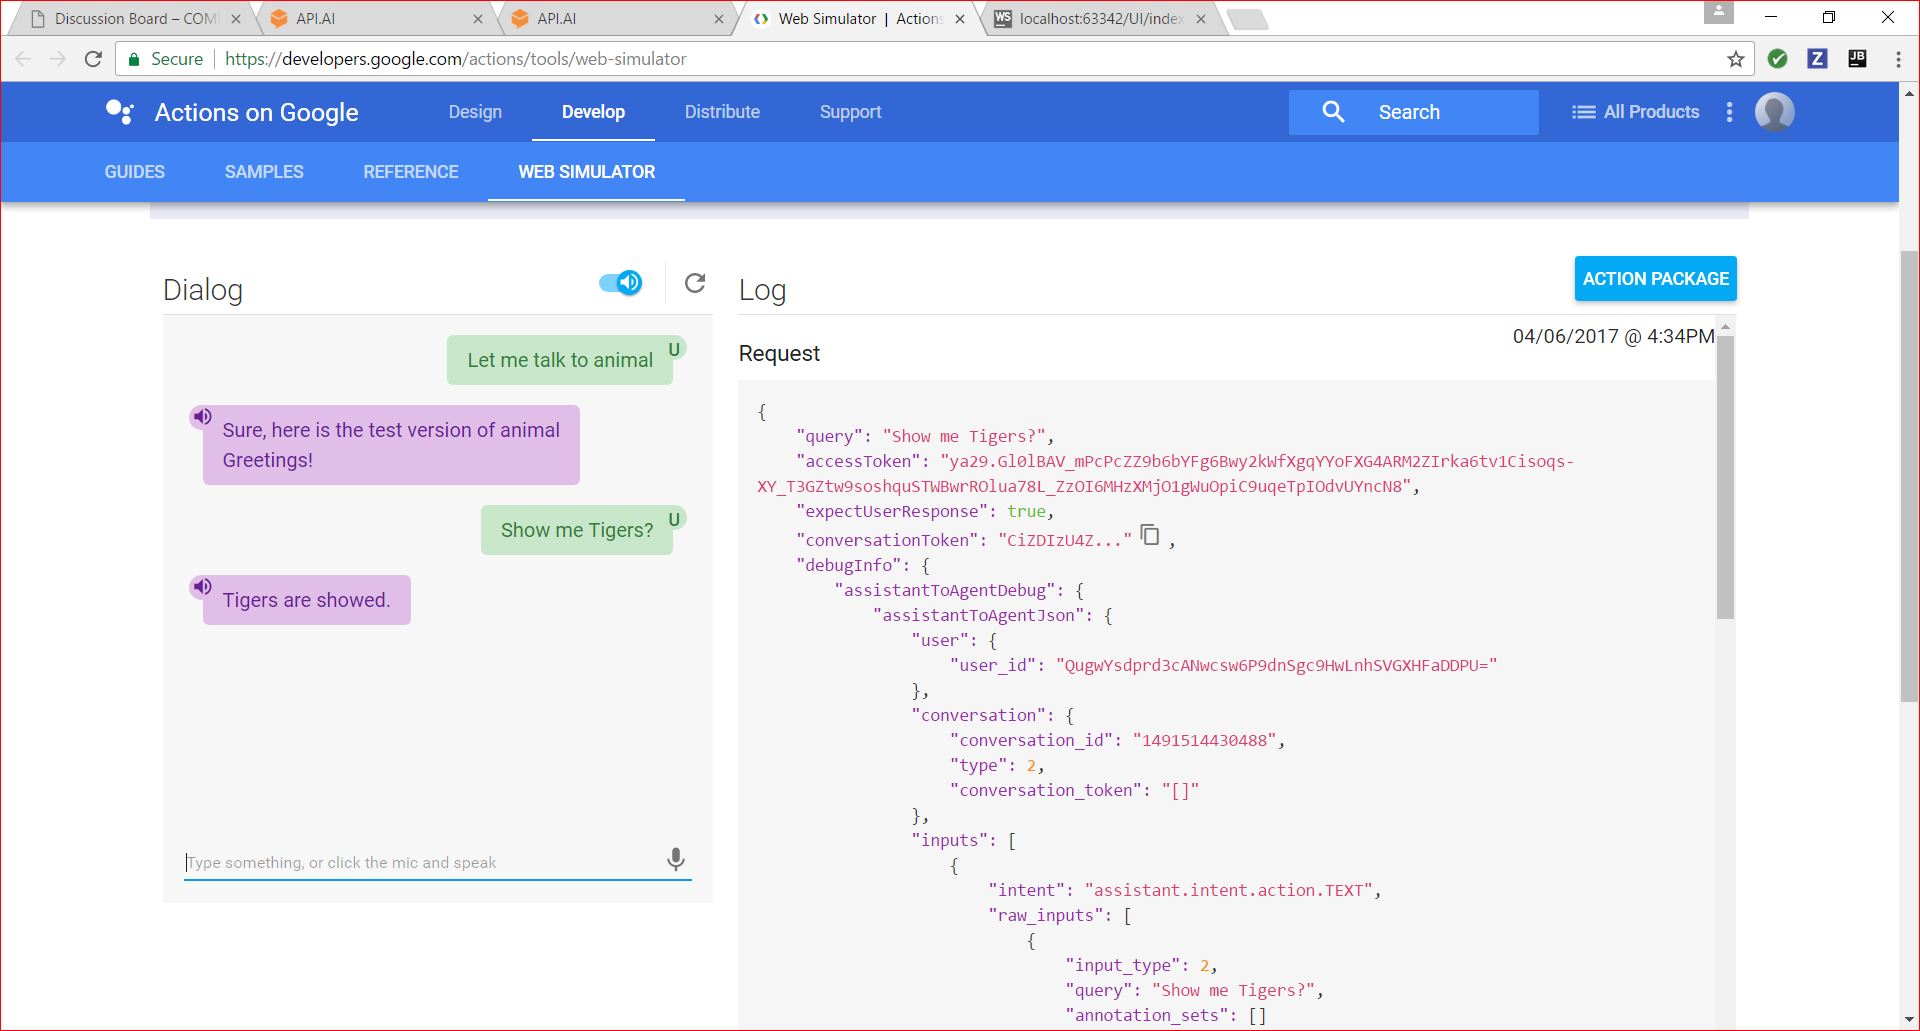 Discussion Board – COM
API.AI
API.AI
Web Simulator | Actions
WS localhost:63342/UI/index
Secure https://developers.google.com/actions/tools/web-simulator
Z
JB
Actions on Google
Design
Develop
Distribute
Support
Search
All Products
GUIDES
SAMPLES
REFERENCE
WEB SIMULATOR
Dialog
Let me talk to animal
U
Sure, here is the test version of animal
Greetings!
Show me Tigers?
U
Tigers are showed.
Type something, or click the mic and speak
Log
ACTION PACKAGE
04/06/2017 @ 4:34PM
Request
{
"query": "Show me Tigers?",
"accessToken": "ya29.Gl0lBAV_mPcPcZZ9b6bYFg6Bwy2kWfXgqYYoFXG4ARM2ZIrka6tv1Cisoqs-
XY_T3GZtw9soshquSTWBwrROlua78L_ZzOI6MHzXMjO1gWuOpiC9uqeTpIOdvUYncN8",
"expectUserResponse": true,
"conversationToken": "CiZDIzU4Z..." ,
"debugInfo": {
"assistantToAgentDebug": {
"assistantToAgentJson": {
"user": {
"user_id": "QugwYsdprd3cANwcsw6P9dnSgc9HwLnhSVGXHFaDDPU="
},
"conversation": {
"conversation_id": "1491514430488",
"type": 2,
"conversation_token": "[]"
},
"inputs": [
{
"intent": "assistant.intent.action.TEXT",
"raw_inputs": [
{
"input_type": 2,
"query": "Show me Tigers?",
"annotation_sets": []